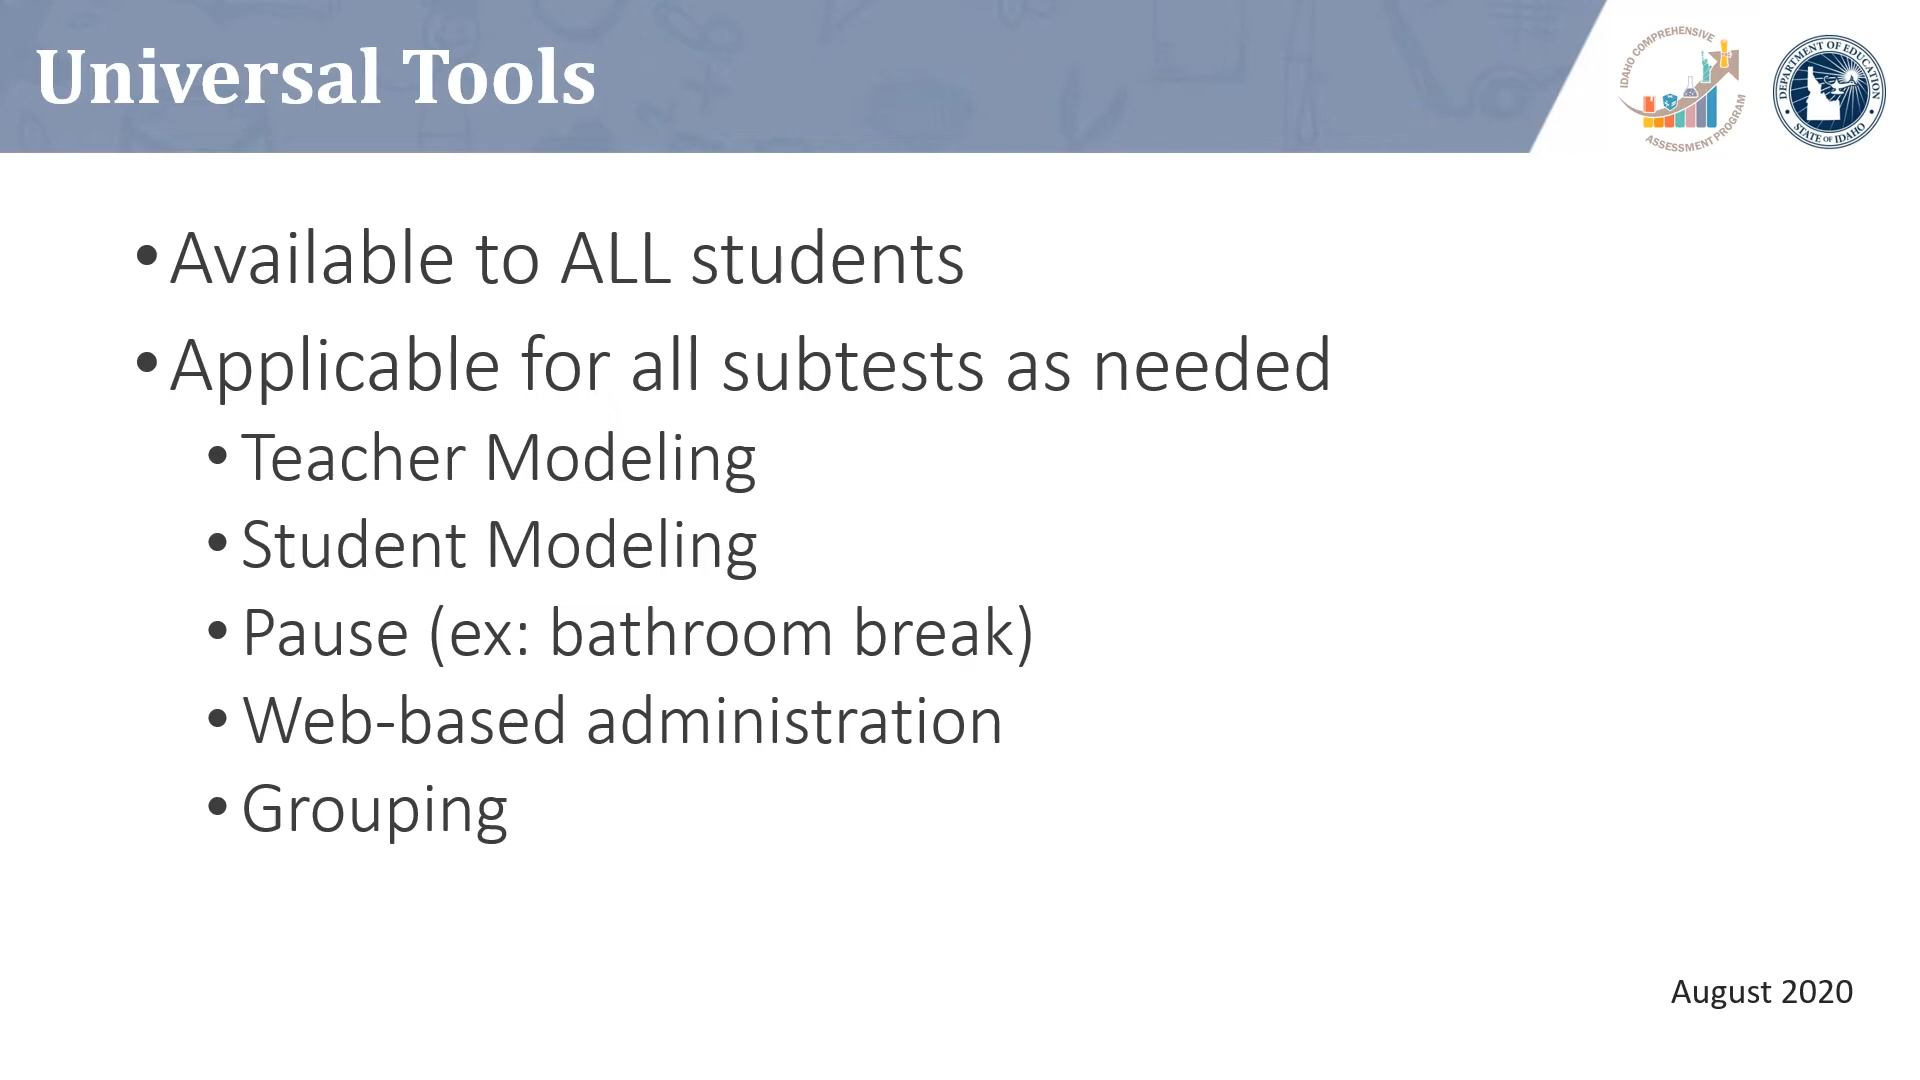 Universal Tools
IDAHO COMPREHENSIVE
ASSESSMENT PROGRAM
DEPARTMENT OF EDUCATION
• STATE OF IDAHO •
• Available to ALL students
• Applicable for all subtests as needed
• Teacher Modeling
• Student Modeling
• Pause (ex: bathroom break)
• Web-based administration
• Grouping
August 2020